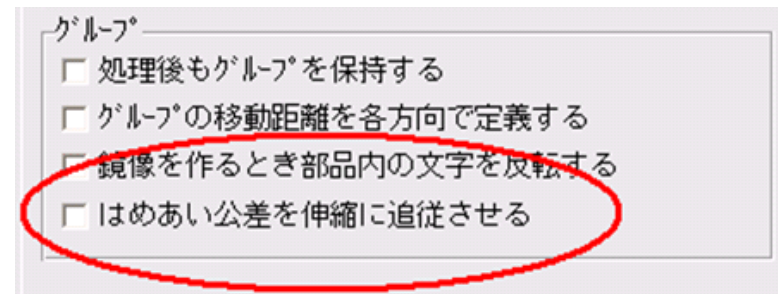 ｸﾞﾙｰﾌﾟ
処理後もｸﾞﾙｰﾌﾟを保持する
ｸﾞﾙｰﾌﾟの移動距離を各方向で定義する
鏡像を作るとき部品内の文字を反転する
はめあい公差を伸縮に追従させる